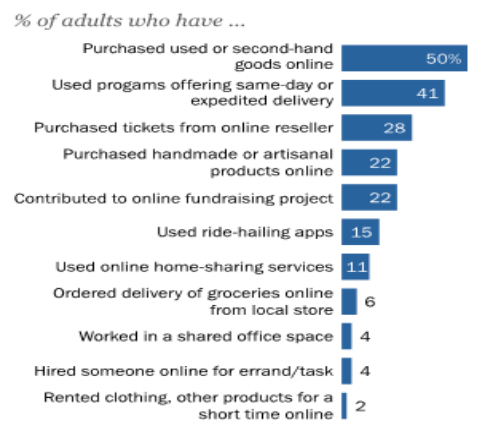 % of adults who have ...
Purchased used or second-hand
goods online
50%
Used progams offering same-day or
expedited delivery
41
Purchased tickets from online reseller
28
Purchased handmade or artisanal
products online
22
Contributed to online fundraising project
22
Used ride-hailing apps
15
Used online home-sharing services
11
Ordered delivery of groceries online
from local store
6
Worked in a shared office space
4
Hired someone online for errand/task
4
Rented clothing, other products for a
short time online
2